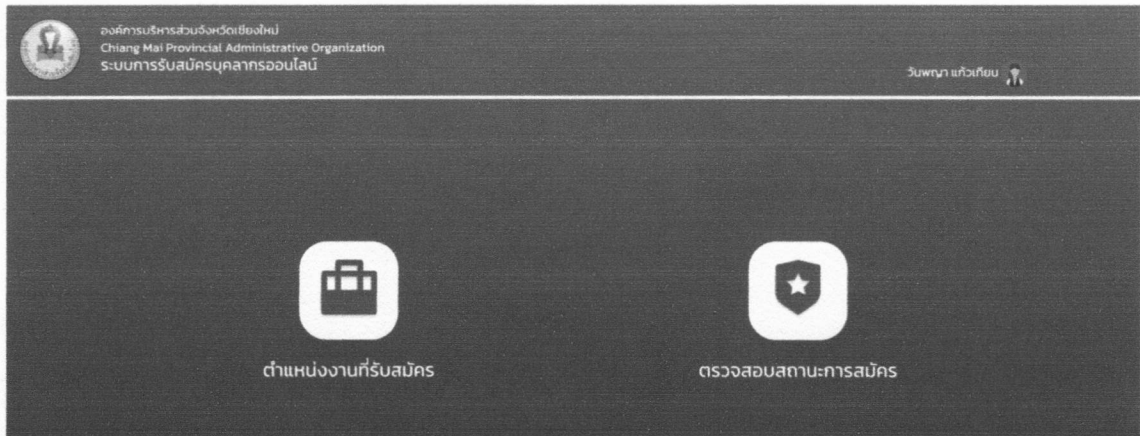 องค์การบริหารส่วนจังหวัดเชียงใหม่
Chiang Mai Provincial Administrative Organization
ระบบการรับสมัครบุคลากรออนไลน์
วันพญา แก้วเทียม
ตำแหน่งงานที่รับสมัคร
ตรวจสอบสถานะการสมัคร